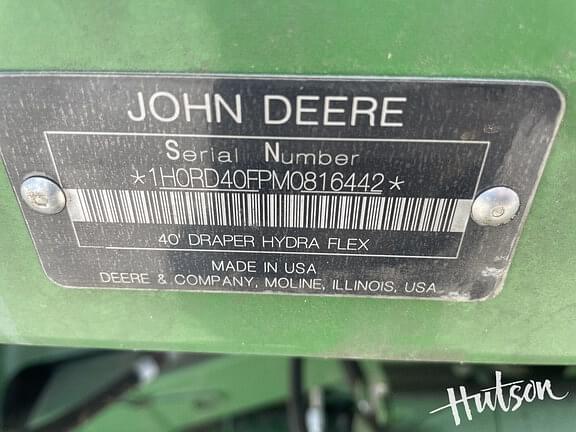 JOHN DEERE
Serial Number
*1H0RD40FPM0816442*
40' DRAPER HYDRA FLEX
MADE IN USA
DEERE & COMPANY, MOLINE, ILLINOIS, USA
Hutson